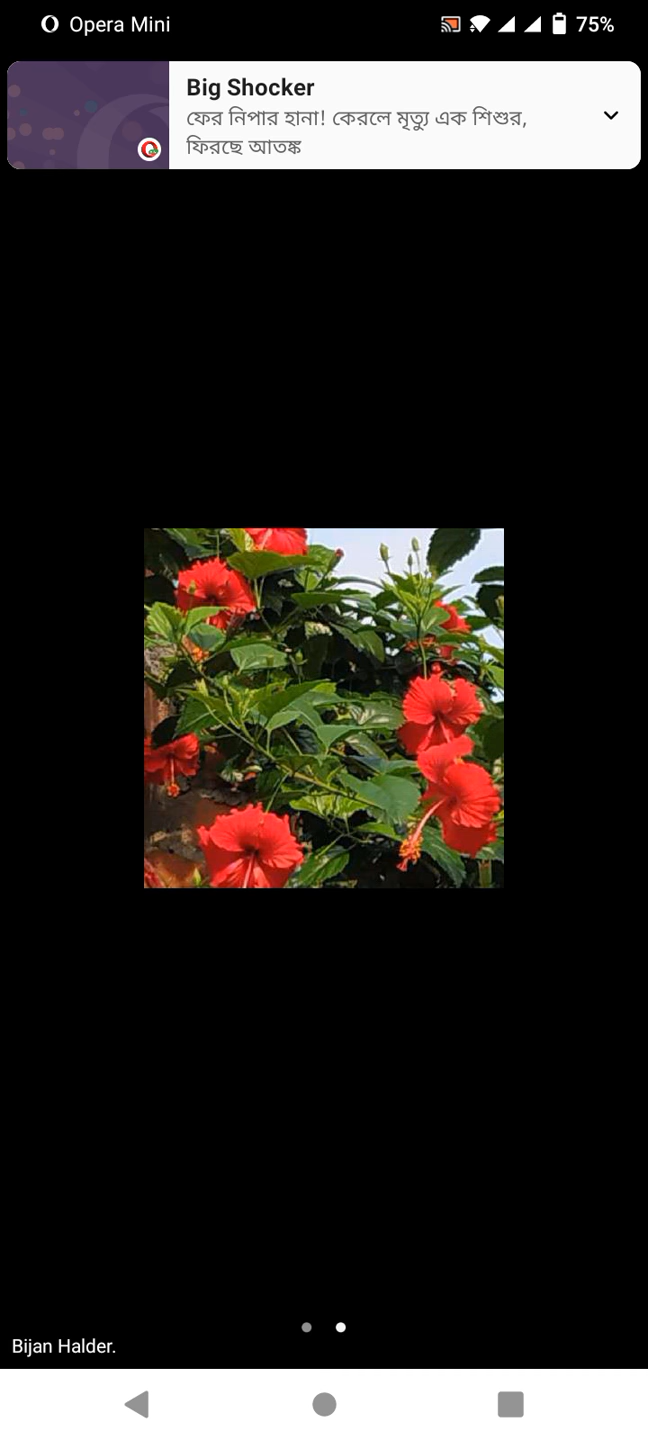 Opera Mini
75%
Big Shocker
ফের নিপার হানা! কেরলে মৃত্যু এক শিশুর,
ফিরছে আতঙ্ক
Bijan Halder.